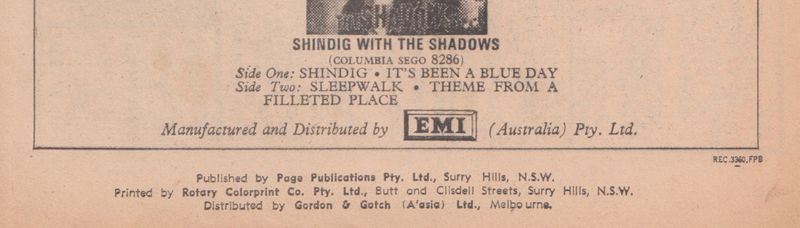 SHADOWS
SHINDIG WITH THE SHADOWS
(COLUMBIA SEGO 8286)
Side One: SHINDIG • IT'S BEEN A BLUE DAY
Side Two: SLEEPWALK • THEME FROM A
FILLETED PLACE
Manufactured and Distributed by EMI (Australia) Pty. Ltd.
REC.3360.FPB
Published by Page Publications Pty. Ltd., Surry Hills, N.S.W.
Printed by Rotary Colorprint Co. Pty. Ltd., Butt and Clisdell Streets, Surry Hills, N.S.W.
Distributed by Gordon & Gotch (A'asia) Ltd., Melbourne.